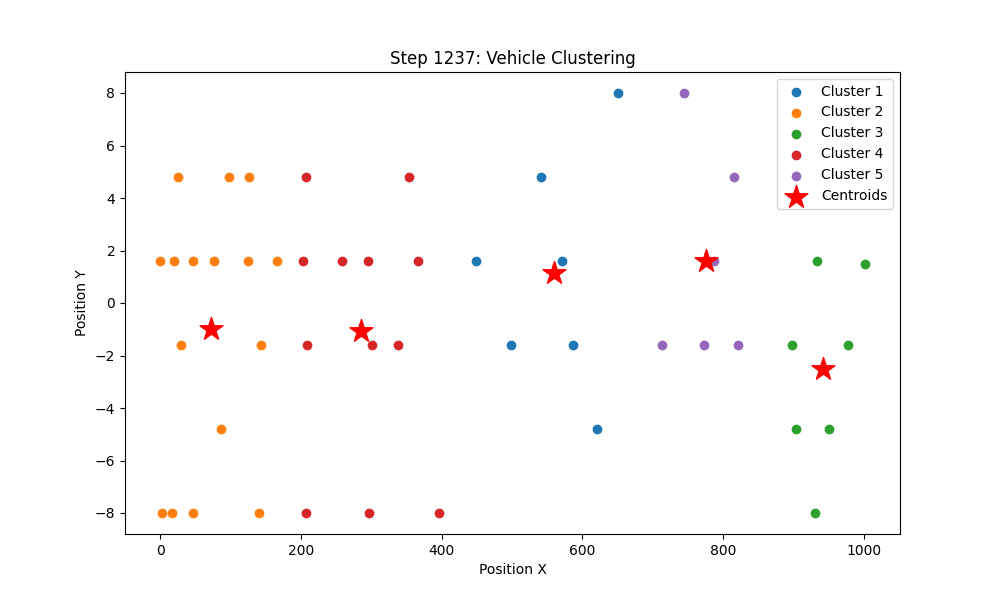 Step 1237: Vehicle Clustering
Position Y
8
6
4
2
0
−2
−4
−6
−8
Cluster 1
Cluster 2
Cluster 3
Cluster 4
Cluster 5
Centroids
0 200 400 600 800 1000
Position X